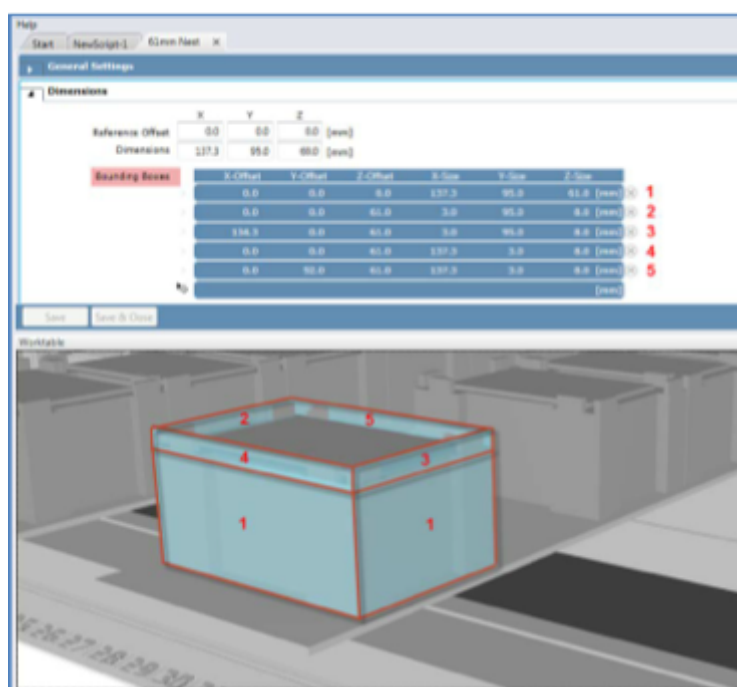 Help
Start NewScript-1 61mm Nest ×
General Settings
Dimensions
X Y Z
Reference Offset 0.0 0.0 0.0 [mm]
Dimensions 137.3 95.0 69.0 [mm]
Bounding Boxes X-Offset Y-Offset Z-Offset X-Size Y-Size Z-Size
0.0 0.0 0.0 137.3 95.0 61.0 [mm] 1
0.0 0.0 61.0 3.0 95.0 8.0 [mm] 2
134.3 0.0 61.0 3.0 95.0 8.0 [mm] 3
0.0 0.0 61.0 137.3 3.0 8.0 [mm] 4
0.0 92.0 61.0 137.3 3.0 8.0 [mm] 5
[mm]
Save Save & Close
Worktable
2 5
4 3
1 1
25 26 27 28 29 30